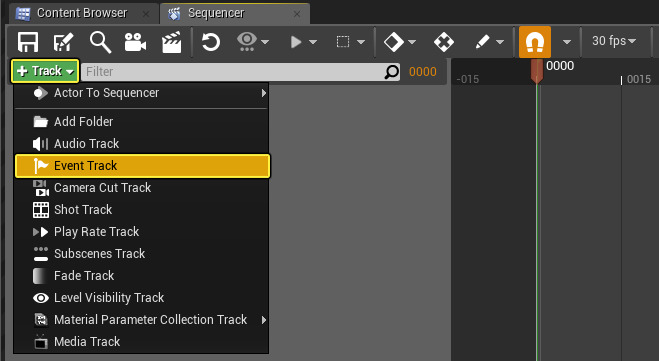 Content Browser
Sequencer
30 fps
Track
Filter
0000
0000
-015
0015
Actor To Sequencer
Add Folder
Audio Track
Event Track
Camera Cut Track
Shot Track
Play Rate Track
Subscenes Track
Fade Track
Level Visibility Track
Material Parameter Collection Track
Media Track